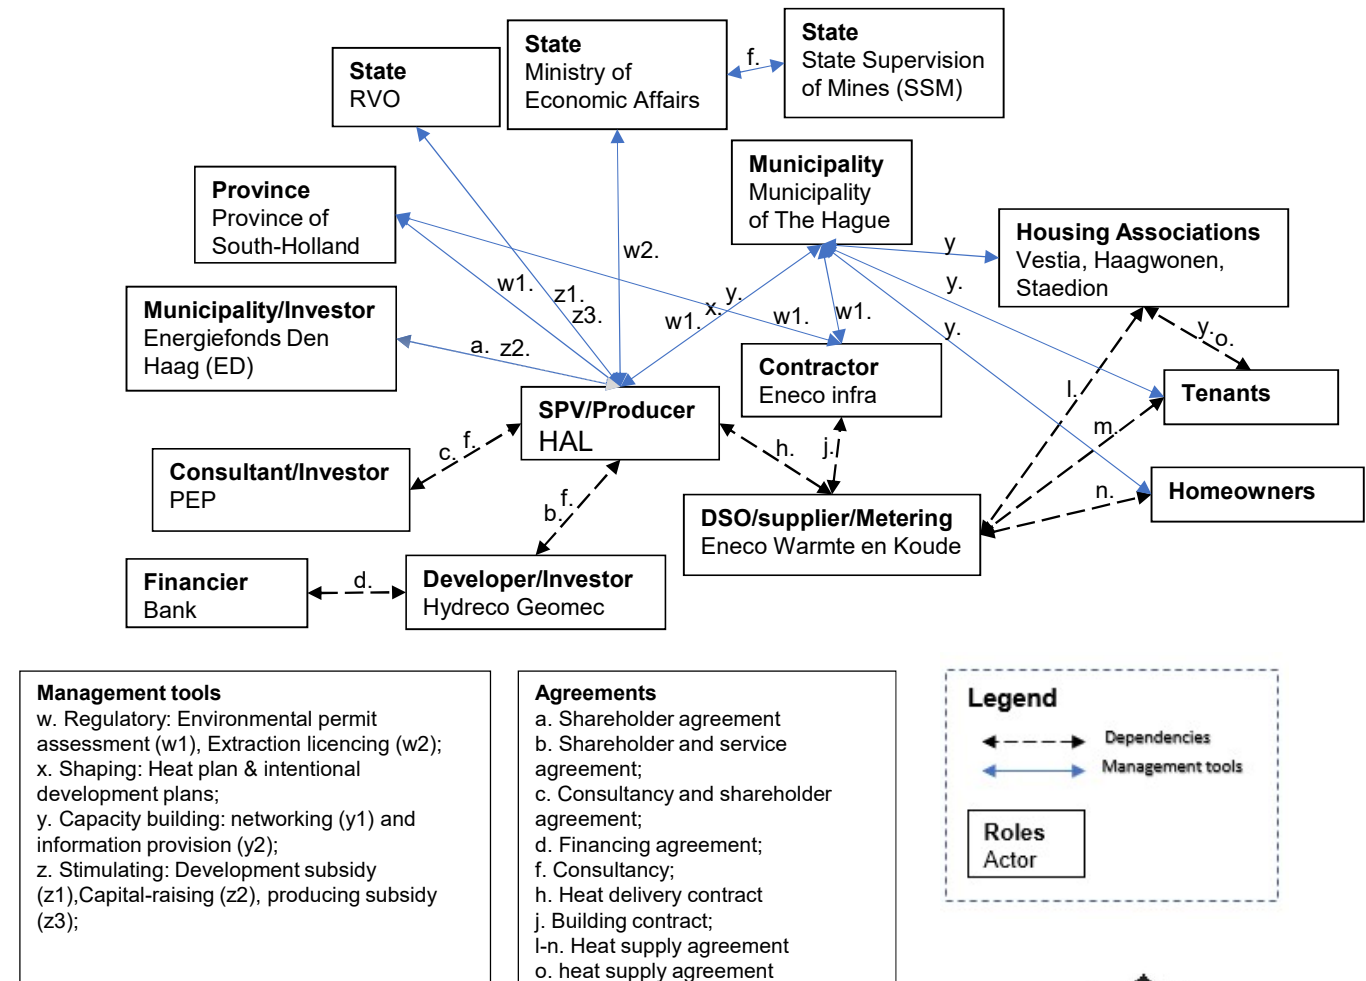 State
Ministry of
Economic Affairs
f.
State
State Supervision
of Mines (SSM)
State
RVO
Municipality
Municipality
of The Hague
Province
Province of
South-Holland
Housing Associations
Vestia, Haagwonen,
Staedion
y
w2.
y.
w1.
z1.
z3.
y.
x.
w1.
w1.
w1.
y.
y.
o.
Municipality/Investor
Energiefonds Den
Haag (ED)
a. z2.
Contractor
Eneco infra
Tenants
l.
m.
SPV/Producer
HAL
f.
c.
h.
j.
Consultant/Investor
PEP
Homeowners
n.
f.
b.
DSO/supplier/Metering
Eneco Warmte en Koude
Financier
Bank
d.
Developer/Investor
Hydreco Geomec
Management tools
w. Regulatory: Environmental permit
assessment (w1), Extraction licencing (w2);
x. Shaping: Heat plan & intentional
development plans;
y. Capacity building: networking (y1) and
information provision (y2);
z. Stimulating: Development subsidy
(z1),Capital-raising (z2), producing subsidy
(z3);
Agreements
a. Shareholder agreement
b. Shareholder and service
agreement;
c. Consultancy and shareholder
agreement;
d. Financing agreement;
f. Consultancy;
h. Heat delivery contract
j. Building contract;
l-n. Heat supply agreement
o. heat supply agreement
Legend
Dependencies
Management tools
Roles
Actor